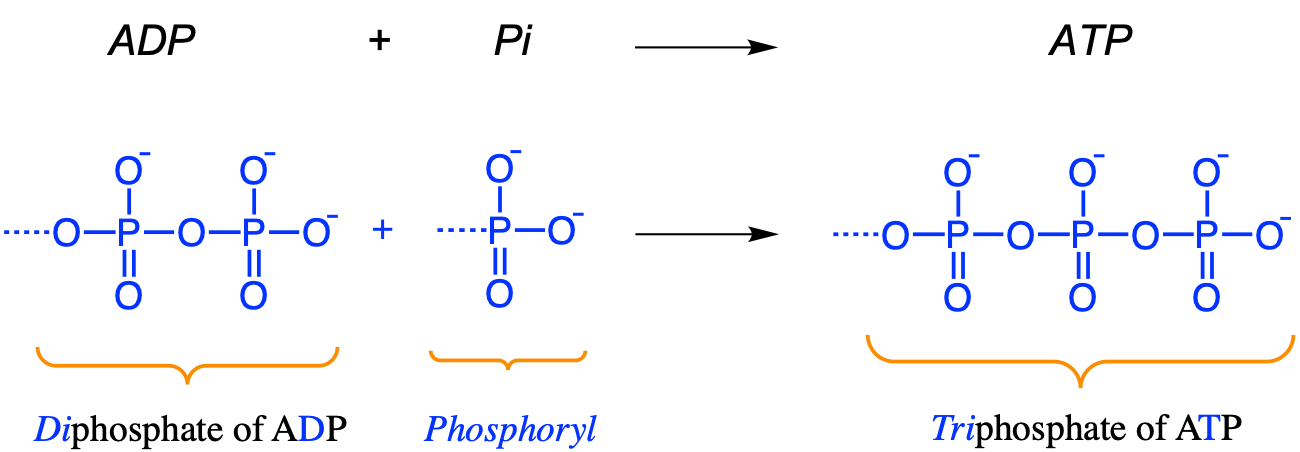 ADP + Pi ATP
O⁻ O⁻ O⁻ O⁻ O⁻ O⁻
O P O P O⁻ + P O⁻ O P O P O P O⁻
O O O O O O
Diphosphate of ADP Phosphoryl Triphosphate of ATP